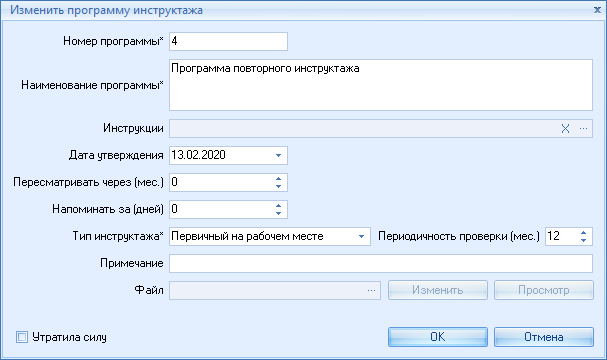 Изменить программу инструктажа
Номер программы* 4
Наименование программы* Программа повторного инструктажа
Инструкции X ...
Дата утверждения 13.02.2020
Пересматривать через (мес.) 0
Напоминать за (дней) 0
Тип инструктажа* Первичный на рабочем месте Периодичность проверки (мес.) 12
Примечание
Файл ... Изменить Просмотр
Утратила силу OK Отмена